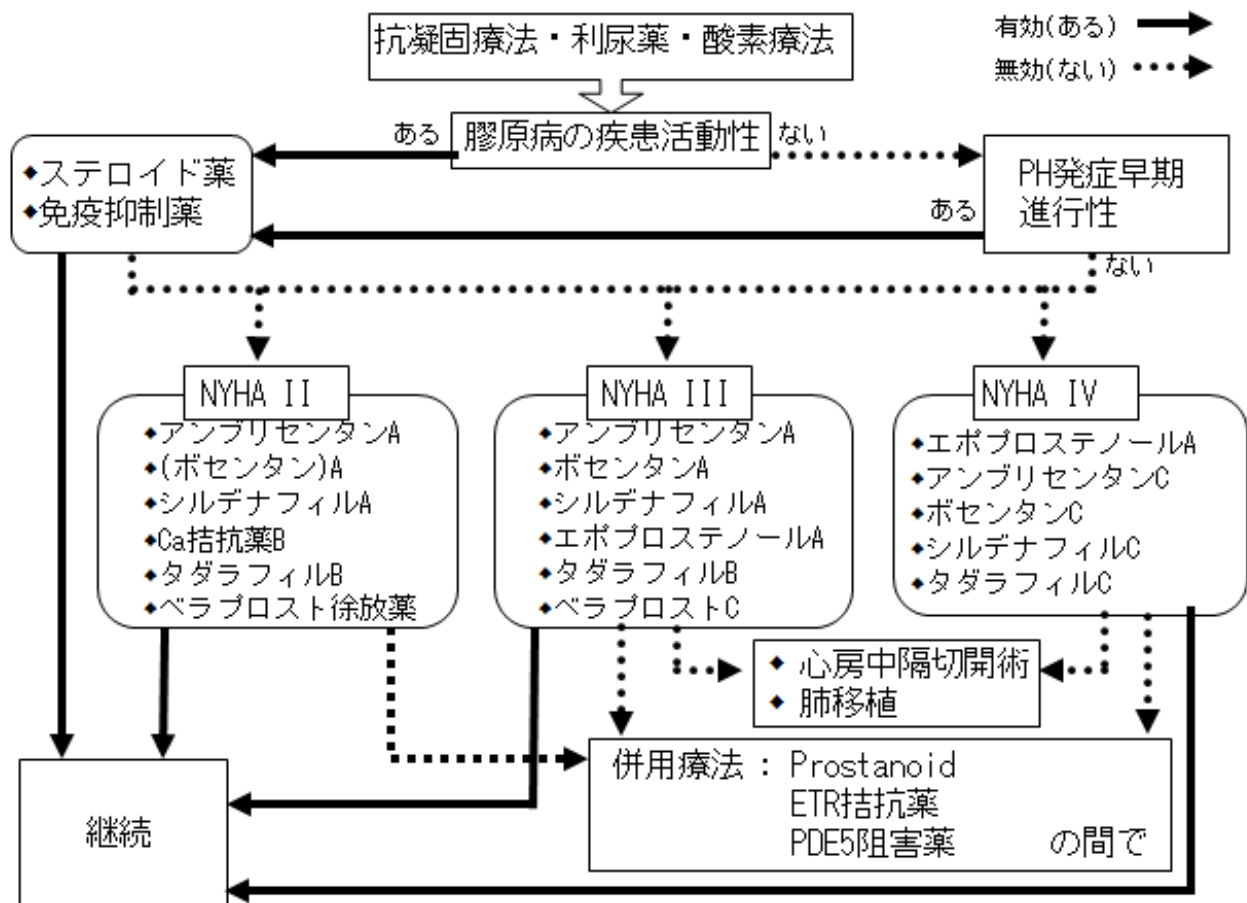 抗凝固療法・利尿薬・酸素療法
有効(ある)
無効(ない)
ある
膠原病の疾患活動性
ない
◆ステロイド薬
◆免疫抑制薬
PH発症早期
進行性
ある
ない
NYHA II
◆アンブリセンタンA
◆(ボセンタン)A
◆シルデナフィルA
◆Ca拮抗薬B
◆タダラフィルB
◆ベラプロスト徐放薬
NYHA III
◆アンブリセンタンA
◆ボセンタンA
◆シルデナフィルA
◆エポプロステノールA
◆タダラフィルB
◆ベラプロストC
NYHA IV
◆エポプロステノールA
◆アンブリセンタンC
◆ボセンタンC
◆シルデナフィルC
◆タダラフィルC
◆ 心房中隔切開術
◆ 肺移植
併用療法 : Prostanoid
ETR拮抗薬
PDE5阻害薬 の間で
継続